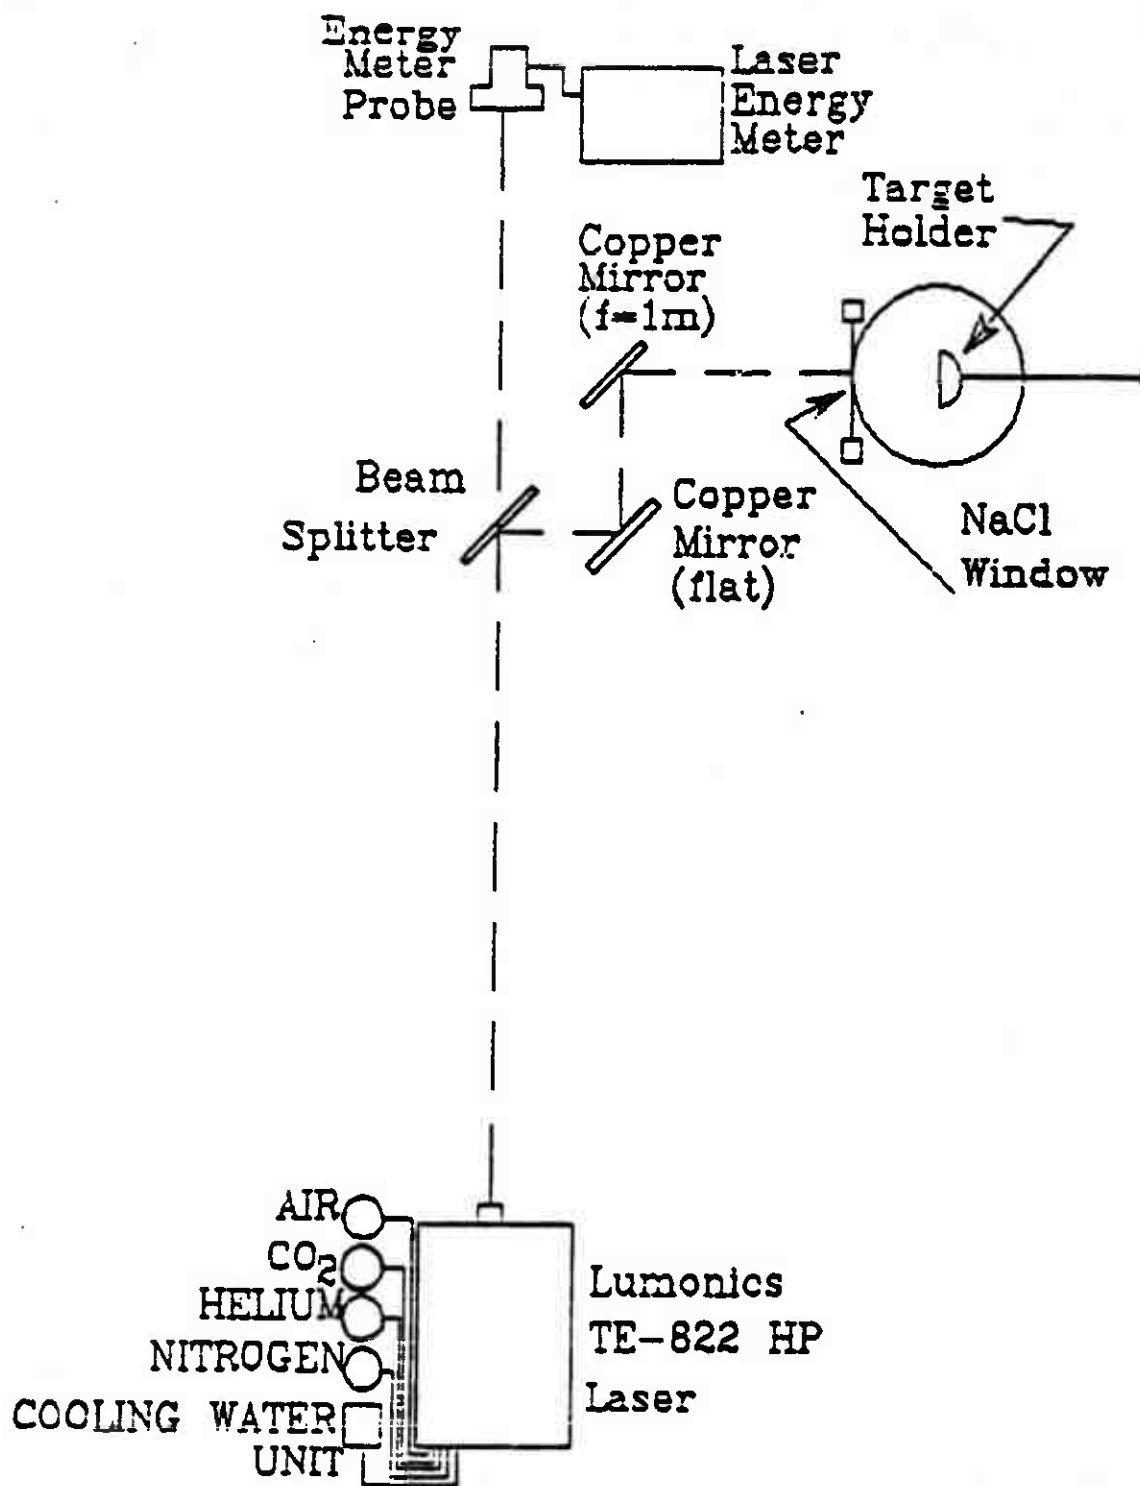 Energy
Meter
Probe
Laser
Energy
Meter
Target
Holder
Copper
Mirror
(f=1m)
Beam
Splitter
Copper
Mirror
(flat)
NaCl
Window
AIR
CO2
HELIUM
NITROGEN
COOLING WATER
UNIT
Lumonics
TE-822 HP
Laser